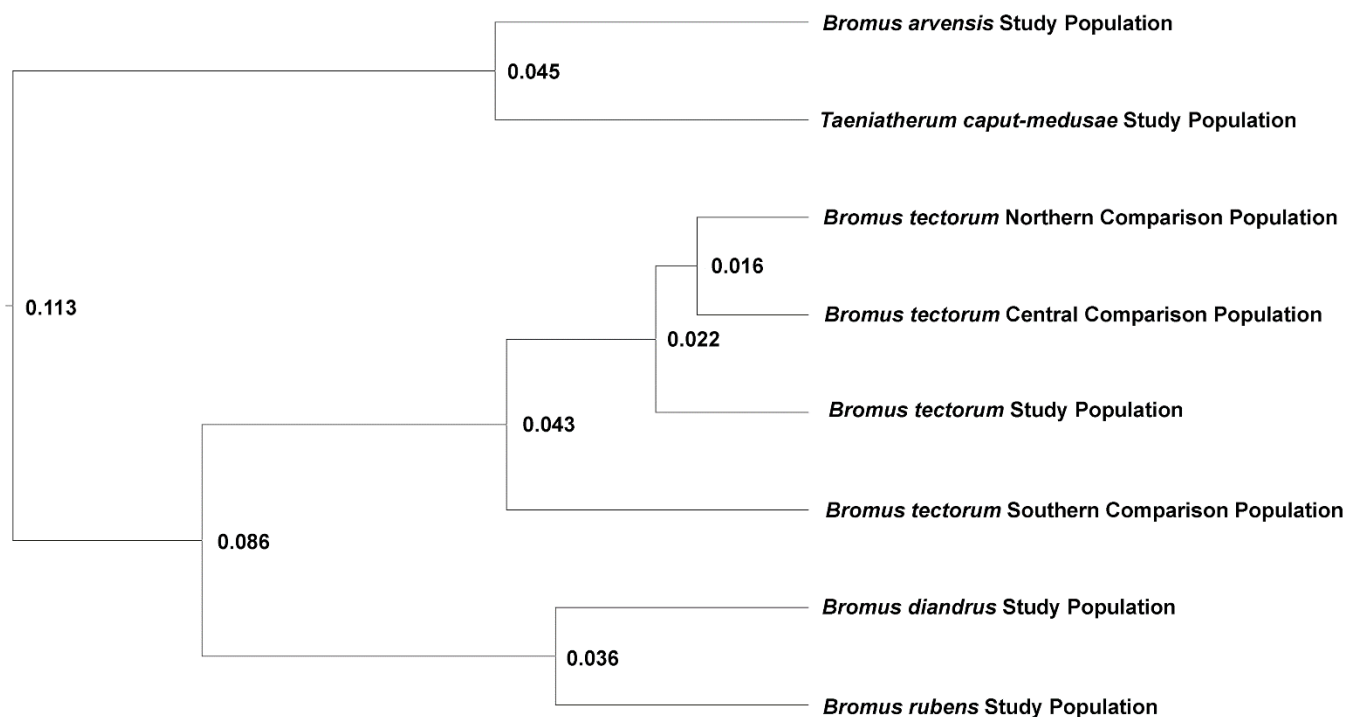 Bromus arvensis Study Population
0.045
Taeniatherum caput-medusae Study Population
Bromus tectorum Northern Comparison Population
0.016
0.113
Bromus tectorum Central Comparison Population
0.022
Bromus tectorum Study Population
0.043
Bromus tectorum Southern Comparison Population
0.086
Bromus diandrus Study Population
0.036
Bromus rubens Study Population